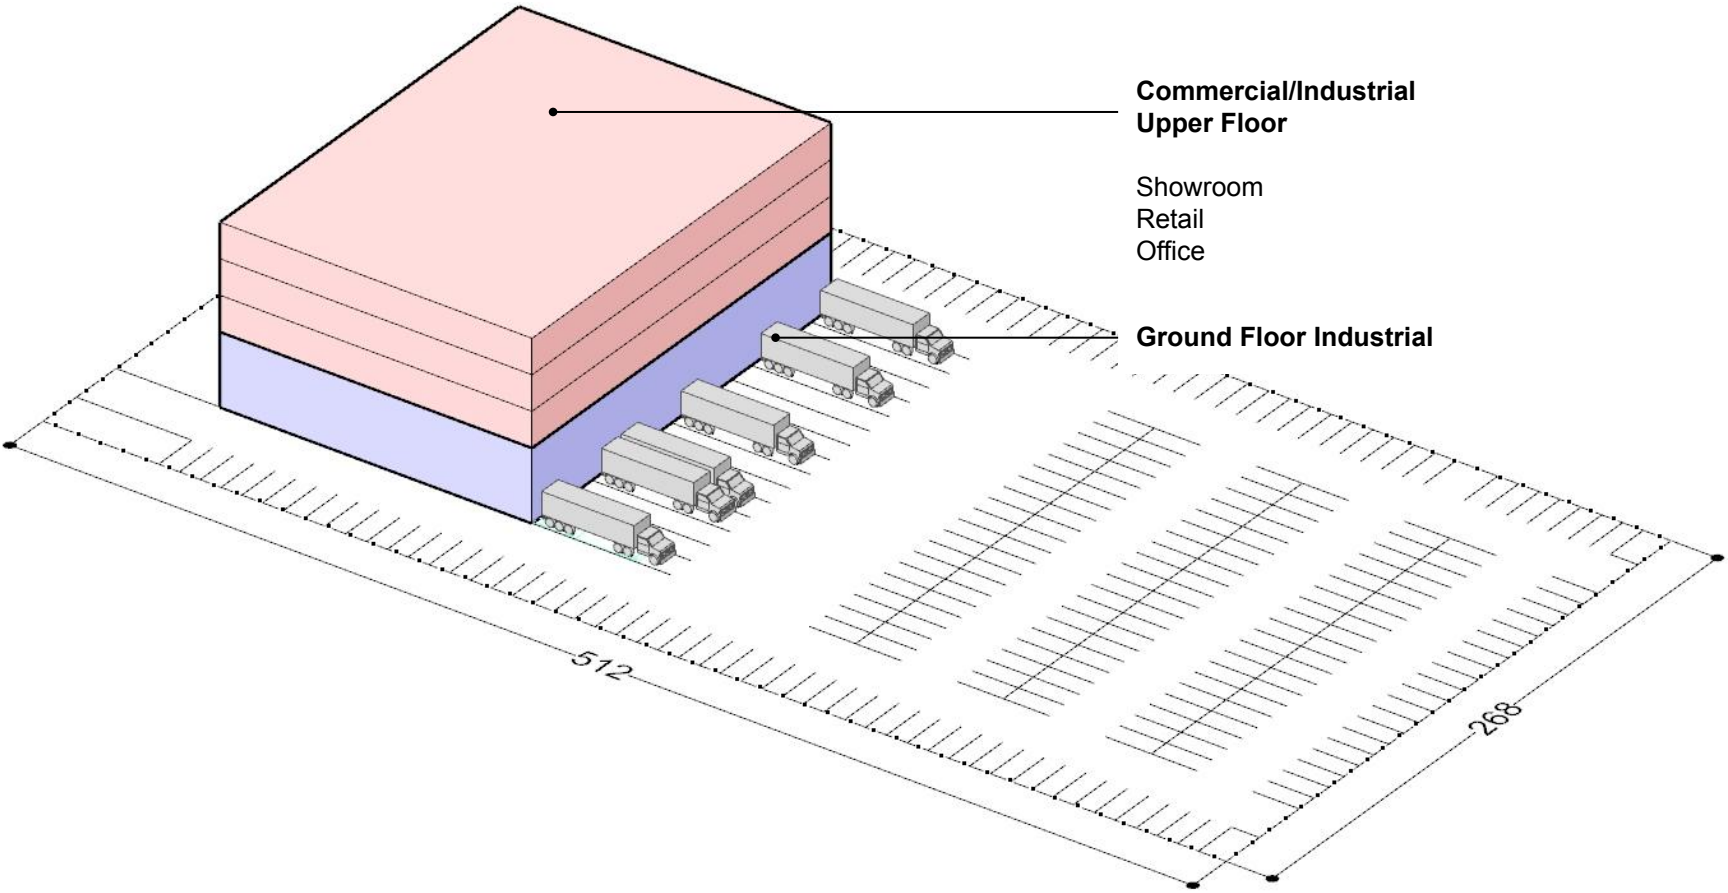 Commercial/Industrial
Upper Floor
Showroom
Retail
Office
Ground Floor Industrial
512
268